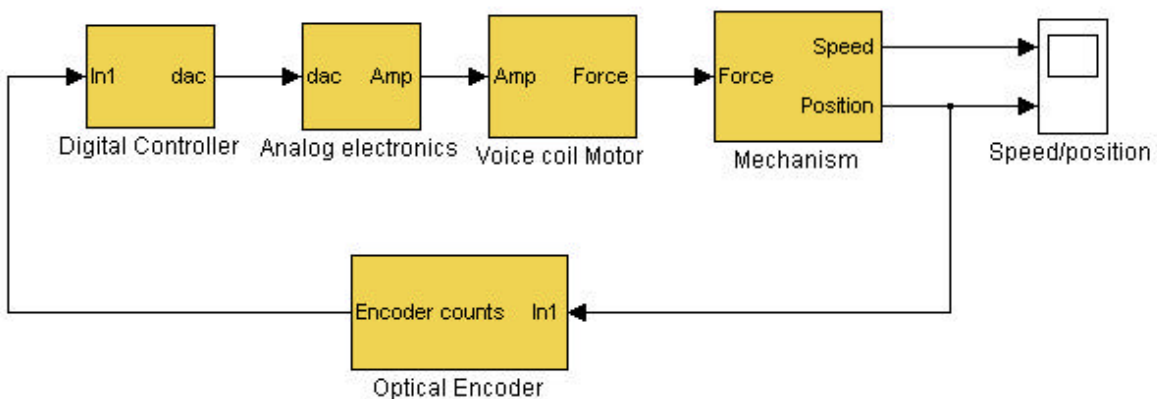 In1 dac
Digital Controller
dac Amp
Analog electronics
Amp Force
Voice coil Motor
Force
Speed
Position
Mechanism
Speed/position
Encoder counts In1
Optical Encoder